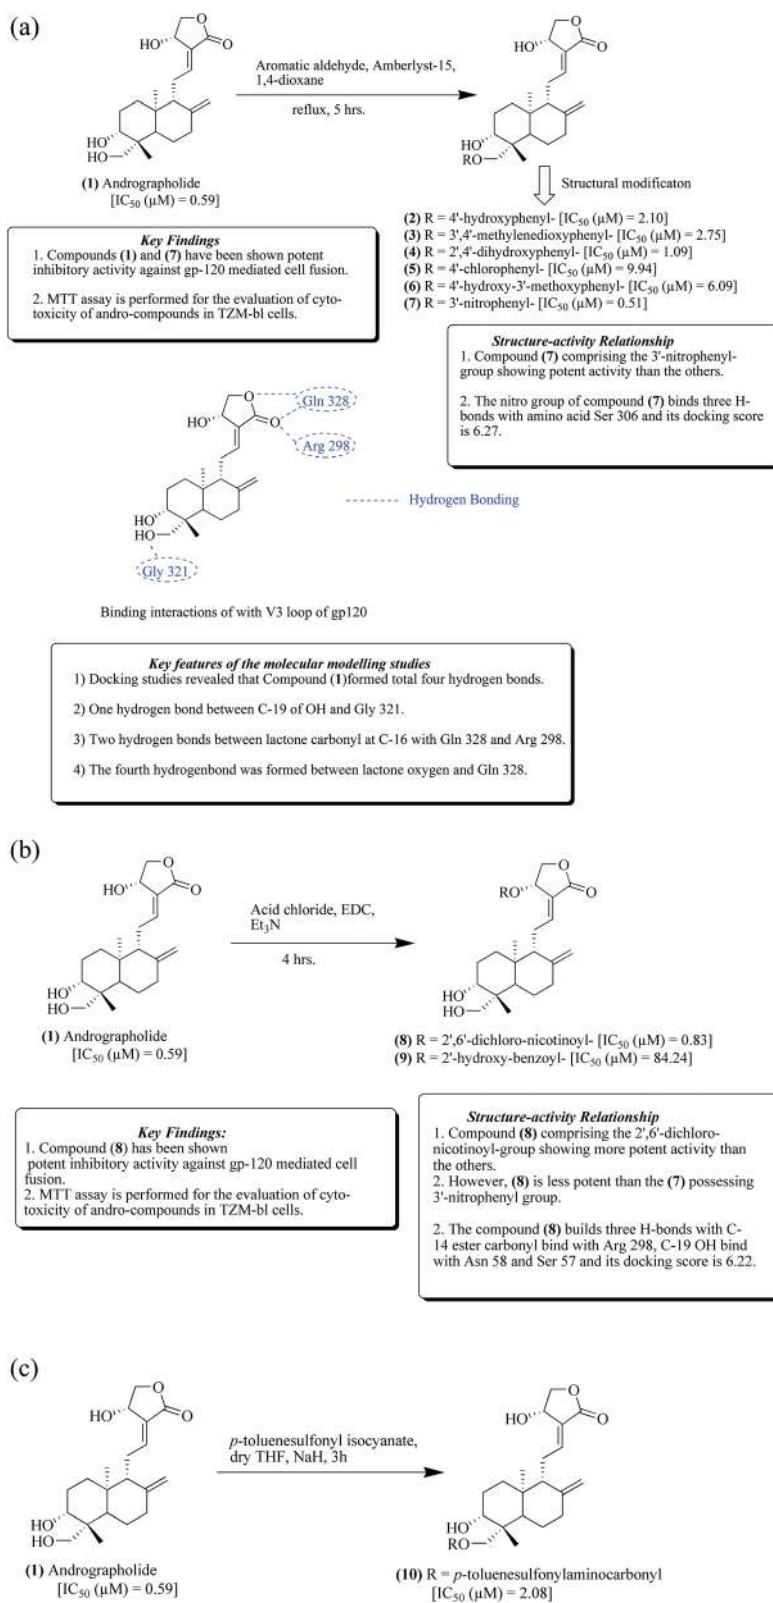 (a)
O
HO
O
HO
HO
(1) Andrographolide
[IC50 (μM) = 0.59]
Aromatic aldehyde, Amberlyst-15,
1,4-dioxane
reflux, 5 hrs.
O
HO
O
HO
RO
Structural modificaton
(2) R = 4'-hydroxyphenyl- [IC50 (μM) = 2.10]
(3) R = 3',4'-methylenedioxyphenyl- [IC50 (μM) = 2.75]
(4) R = 2',4'-dihydroxyphenyl- [IC50 (μM) = 1.09]
(5) R = 4'-chlorophenyl- [IC50 (μM) = 9.94]
(6) R = 4'-hydroxy-3'-methoxyphenyl- [IC50 (μM) = 6.09]
(7) R = 3'-nitrophenyl- [IC50 (μM) = 0.51]
Key Findings
1. Compounds (1) and (7) have been shown potent
inhibitory activity against gp-120 mediated cell fusion.
2. MTT assay is performed for the evaluation of cyto-
toxicity of andro-compounds in TZM-bl cells.
Structure-activity Relationship
1. Compound (7) comprising the 3'-nitrophenyl-
group showing potent activity than the others.
2. The nitro group of compound (7) binds three H-
bonds with amino acid Ser 306 and its docking score
is 6.27.
O
HO
O
HO
HO
Gln 328
Arg 298
Gly 321
Hydrogen Bonding
Binding interactions of with V3 loop of gp120
Key features of the molecular modelling studies
1) Docking studies revealed that Compound (1)formed total four hydrogen bonds.
2) One hydrogen bond between C-19 of OH and Gly 321.
3) Two hydrogen bonds between lactone carbonyl at C-16 with Gln 328 and Arg 298.
4) The fourth hydrogenbond was formed between lactone oxygen and Gln 328.
(b)
O
HO
O
HO
HO
(1) Andrographolide
[IC50 (μM) = 0.59]
Acid chloride, EDC,
Et3N
4 hrs.
O
RO
O
HO
HO
(8) R = 2',6'-dichloro-nicotinoyl- [IC50 (μM) = 0.83]
(9) R = 2'-hydroxy-benzoyl- [IC50 (μM) = 84.24]
Key Findings:
1. Compound (8) has been shown
potent inhibitory activity against gp-120 mediated cell
fusion.
2. MTT assay is performed for the evaluation of cyto-
toxicity of andro-compounds in TZM-bl cells.
Structure-activity Relationship
1. Compound (8) comprising the 2',6'-dichloro-
nicotinoyl-group showing more potent activity than
the others.
2. However, (8) is less potent than the (7) possessing
3'-nitrophenyl group.
2. The compound (8) builds three H-bonds with C-
14 ester carbonyl bind with Arg 298, C-19 OH bind
with Asn 58 and Ser 57 and its docking score is 6.22.
(c)
O
HO
O
HO
HO
(1) Andrographolide
[IC50 (μM) = 0.59]
p-toluenesulfonyl isocyanate,
dry THF, NaH, 3h
O
HO
O
HO
RO
(10) R = p-toluenesulfonylaminocarbonyl
[IC50 (μM) = 2.08]